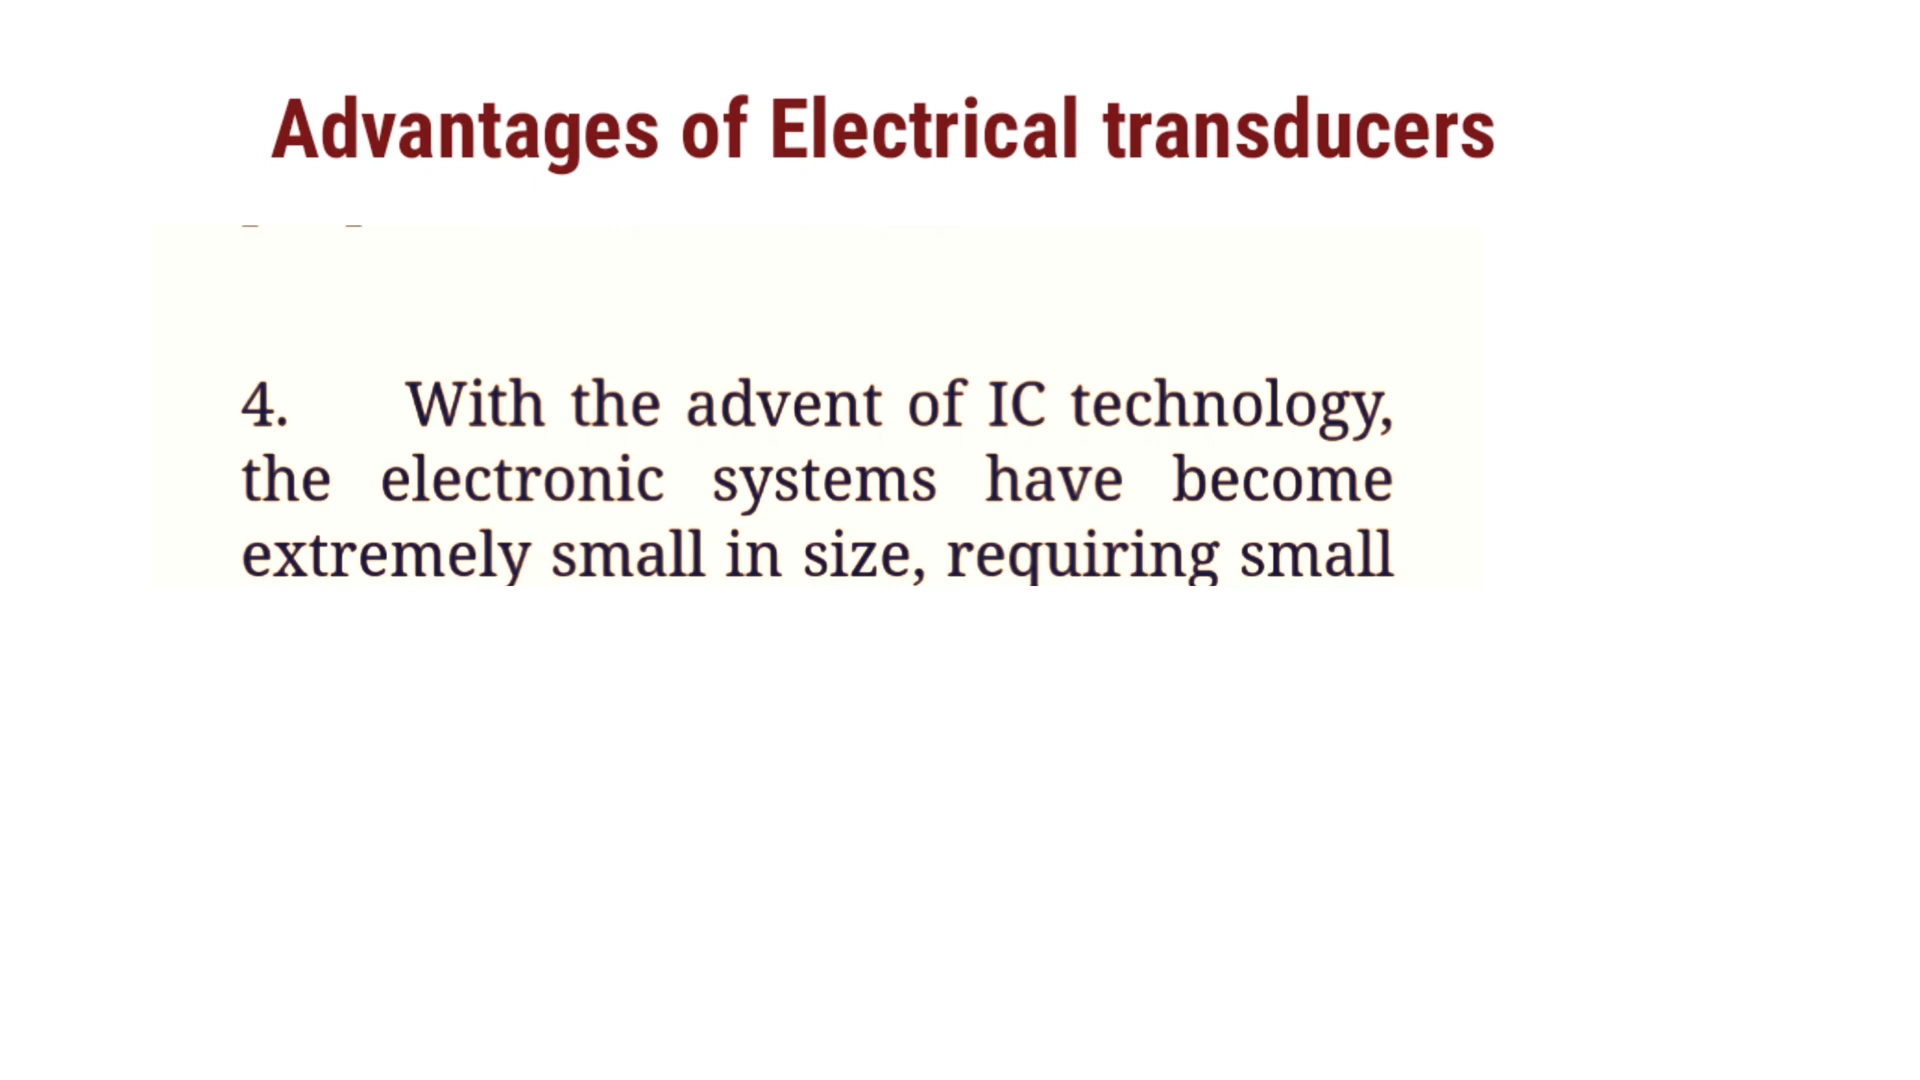 Advantages of Electrical transducers
4. With the advent of IC technology,
the electronic systems have become
extremely small in size, requiring small